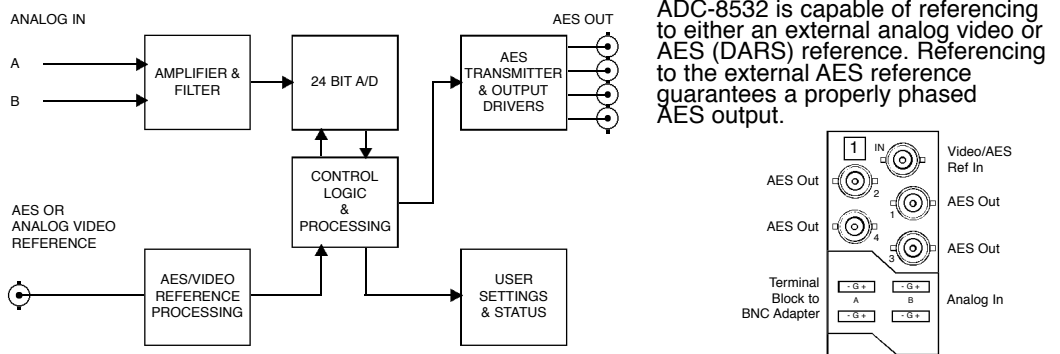 ADC-8532 is capable of referencing
to either an external analog video or
AES (DARS) reference. Referencing
to the external AES reference
guarantees a properly phased
AES output.
ANALOG IN
AES OUT
A
B
AMPLIFIER &
FILTER
24 BIT A/D
AES
TRANSMITTER
& OUTPUT
DRIVERS
CONTROL
LOGIC
&
PROCESSING
AES OR
ANALOG VIDEO
REFERENCE
AES/VIDEO
REFERENCE
PROCESSING
USER
SETTINGS
& STATUS
1
IN
Video/AES
Ref In
AES Out
2
1
AES Out
AES Out
4
3
AES Out
Terminal
Block to
BNC Adapter
- G +
- G +
A
B
Analog In
- G +
- G +